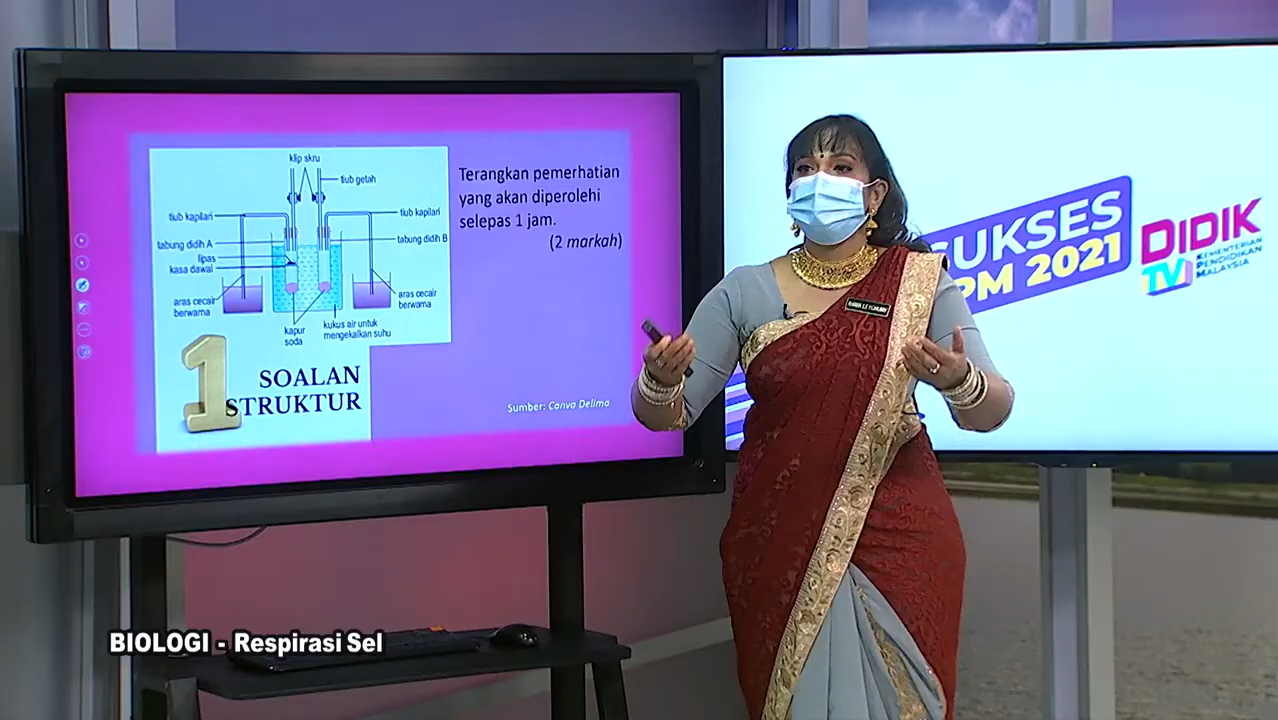 klip skru
tiub getah
tiub kapilari
tiub kapilari
tabung didih A
tabung didih B
lipas
kasa dawai
aras cecair
berwarna
aras cecair
berwarna
kapur
soda
kukus air untuk
mengekalkan suhu
1
SOALAN
STRUKTUR
Terangkan pemerhatian
yang akan diperolehi
selepas 1 jam.
(2 markah)
Sumber: Canva Delima
SUKSES
SPM 2021
DIDIK
TV
KEMENTERIAN
PENDIDIKAN
MALAYSIA
BIOLOGI - Respirasi Sel